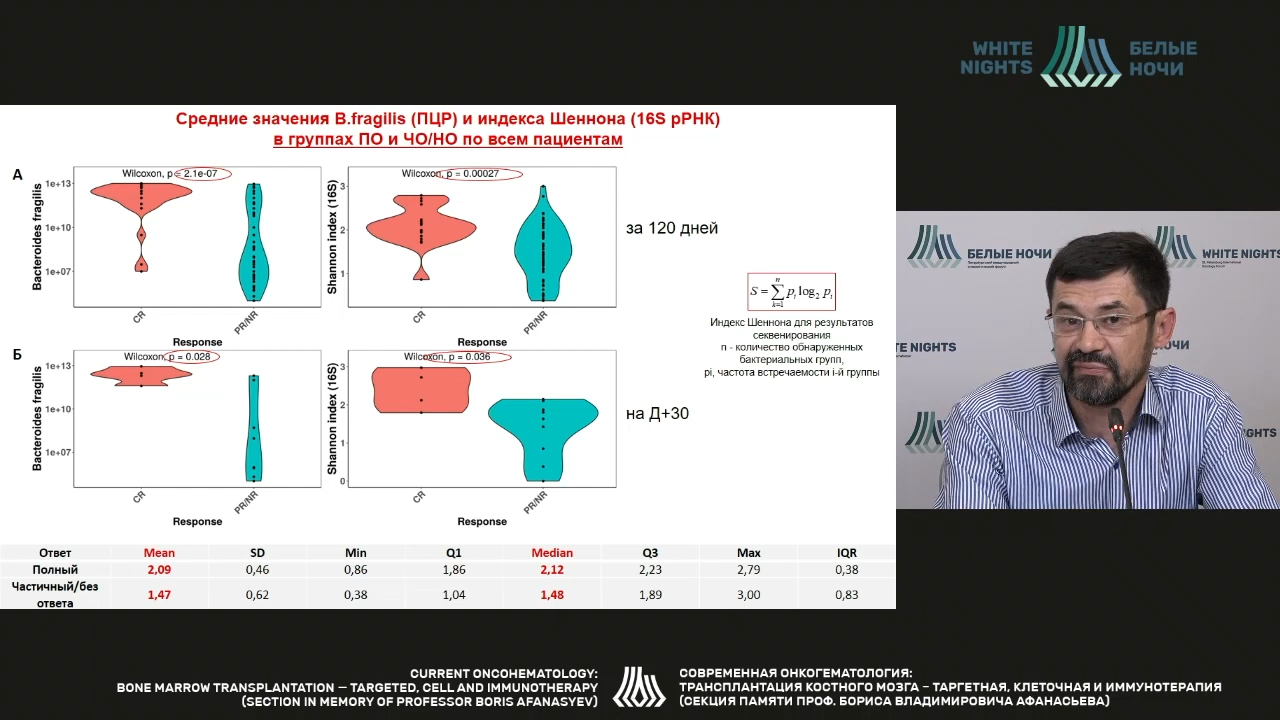 WHITE
NIGHTS
БЕЛЫЕ
НОЧИ
Средние значения B.fragilis (ПЦР) и индекса Шеннона (16S рРНК)
в группах ПО и ЧО/НО по всем пациентам
А
Bacteroides fragilis
Wilcoxon, p = 2.1e-07
1e+13
1e+10
1e+07
CR
PR/NR
Response
Shannon index (16S)
Wilcoxon, p = 0.00027
3
2
1
CR
PR/NR
Response
за 120 дней
S = ∑ pᵢ log₂ pᵢ
n
k=1
Индекс Шеннона для результатов
секвенирования
n - количество обнаруженных
бактериальных групп,
pi, частота встречаемости i-й группы
Б
Bacteroides fragilis
Wilcoxon, p = 0.028
1e+13
1e+10
1e+07
CR
PR/NR
Response
Shannon index (16S)
Wilcoxon, p = 0.036
3
2
1
0
CR
PR/NR
Response
на Д+30
Ответ Mean SD Min Q1 Median Q3 Max IQR
Полный 2,09 0,46 0,86 1,86 2,12 2,23 2,79 0,38
Частичный/без
ответа 1,47 0,62 0,38 1,04 1,48 1,89 3,00 0,83
БЕЛЫЕ НОЧИ
WHITE NIGHTS
WHITE NIGHTS
НОЧИ
NIGHTS
CURRENT ONCOHEMATOLOGY:
BONE MARROW TRANSPLANTATION – TARGETED, CELL AND IMMUNOTHERAPY
(SECTION IN MEMORY OF PROFESSOR BORIS AFANASYEV)
СОВРЕМЕННАЯ ОНКОГЕМАТОЛОГИЯ:
ТРАНСПЛАНТАЦИЯ КОСТНОГО МОЗГА – ТАРГЕТНАЯ, КЛЕТОЧНАЯ И ИММУНОТЕРАПИЯ
(СЕКЦИЯ ПАМЯТИ ПРОФ. БОРИСА ВЛАДИМИРОВИЧА АФАНАСЬЕВА)